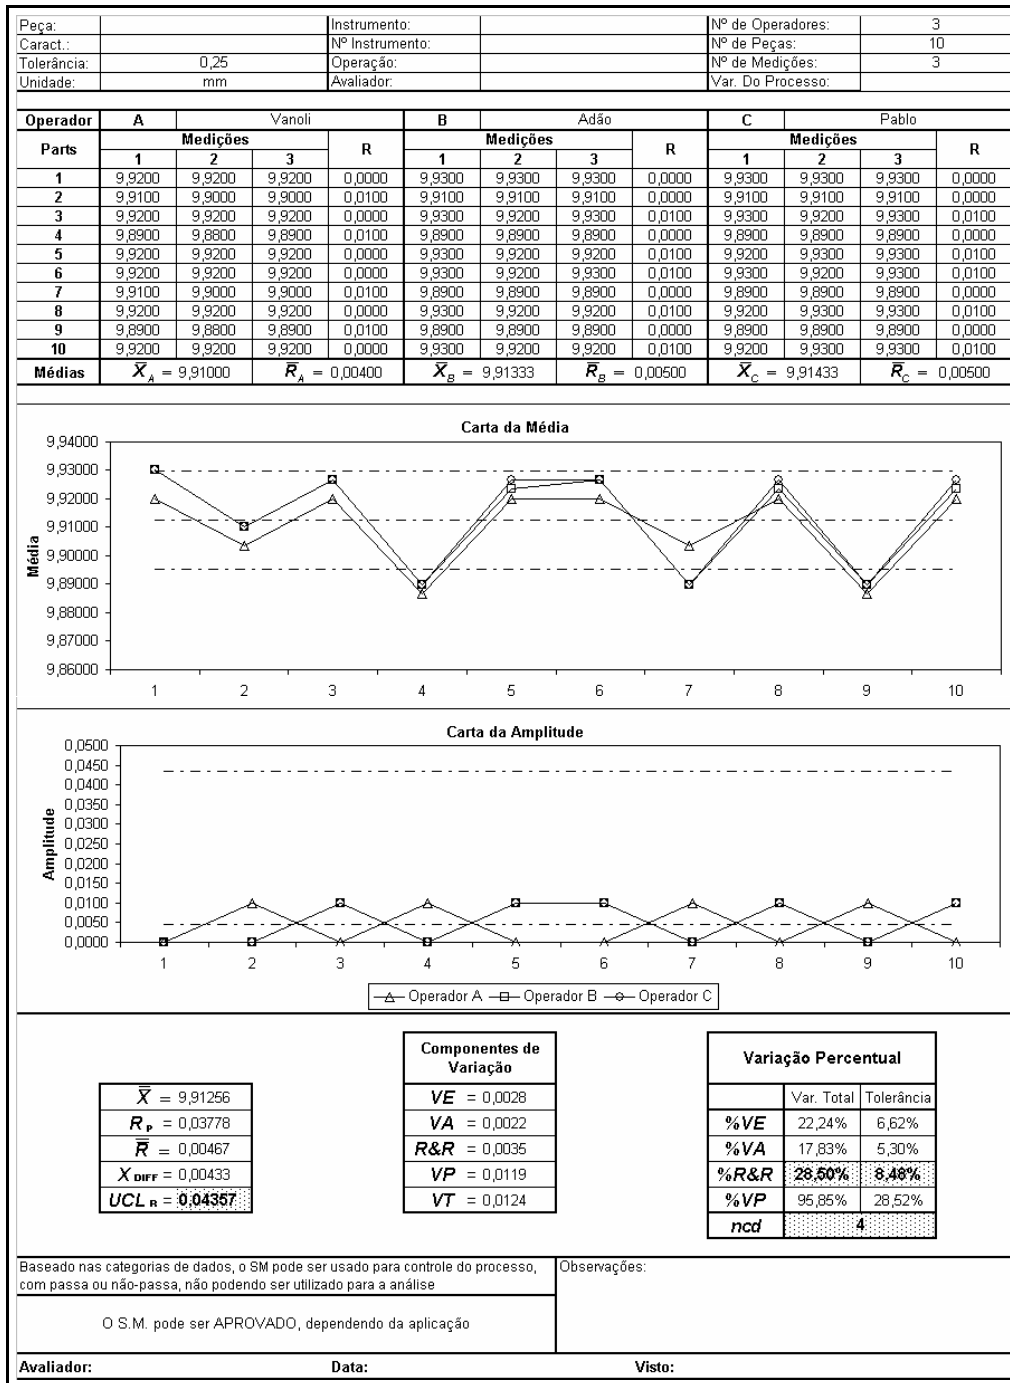 Peça: Instrumento: Nº de Operadores: 3
Caract.: Nº Instrumento: Nº de Peças: 10
Tolerância: 0,25 Operação: Nº de Medições: 3
Unidade: mm Avaliador: Var. Do Processo:
Operador A Vanoli B Adão C Pablo
Parts Medições R Medições R Medições R
1 2 3 1 2 3 1 2 3
1 9,9200 9,9200 9,9200 0,0000 9,9300 9,9300 9,9300 0,0000 9,9300 9,9300 9,9300 0,0000
2 9,9100 9,9000 9,9000 0,0100 9,9100 9,9100 9,9100 0,0000 9,9100 9,9100 9,9100 0,0000
3 9,9200 9,9200 9,9200 0,0000 9,9300 9,9200 9,9300 0,0100 9,9300 9,9200 9,9300 0,0100
4 9,8900 9,8800 9,8900 0,0100 9,8900 9,8900 9,8900 0,0000 9,8900 9,8900 9,8900 0,0000
5 9,9200 9,9200 9,9200 0,0000 9,9300 9,9200 9,9200 0,0100 9,9200 9,9300 9,9300 0,0100
6 9,9200 9,9200 9,9200 0,0000 9,9300 9,9200 9,9300 0,0100 9,9300 9,9200 9,9300 0,0100
7 9,9100 9,9000 9,9000 0,0100 9,8900 9,8900 9,8900 0,0000 9,8900 9,8900 9,8900 0,0000
8 9,9200 9,9200 9,9200 0,0000 9,9300 9,9200 9,9200 0,0100 9,9200 9,9300 9,9300 0,0100
9 9,8900 9,8800 9,8900 0,0100 9,8900 9,8900 9,8900 0,0000 9,8900 9,8900 9,8900 0,0000
10 9,9200 9,9200 9,9200 0,0000 9,9300 9,9200 9,9200 0,0100 9,9200 9,9300 9,9300 0,0100
Médias X̄A = 9,91000 R̄A = 0,00400 X̄B = 9,91333 R̄B = 0,00500 X̄C = 9,91433 R̄C = 0,00500
Carta da Média
Média
9,94000
9,93000
9,92000
9,91000
9,90000
9,89000
9,88000
9,87000
9,86000
1 2 3 4 5 6 7 8 9 10
Carta da Amplitude
Amplitude
0,0500
0,0450
0,0400
0,0350
0,0300
0,0250
0,0200
0,0150
0,0100
0,0050
0,0000
1 2 3 4 5 6 7 8 9 10
Operador A Operador B Operador C
X̿ = 9,91256
RP = 0,03778
R̄ = 0,00467
XDIFF = 0,00433
UCLR = 0,04357
Componentes de
Variação
VE = 0,0028
VA = 0,0022
R&R = 0,0035
VP = 0,0119
VT = 0,0124
Variação Percentual
Var. Total Tolerância
%VE 22,24% 6,62%
%VA 17,83% 5,30%
%R&R 28,50% 8,48%
%VP 95,85% 28,52%
ncd 4
Baseado nas categorias de dados, o SM pode ser usado para controle do processo,
com passa ou não-passa, não podendo ser utilizado para a análise
Observações:
O S.M. pode ser APROVADO, dependendo da aplicação
Avaliador: Data: Visto: